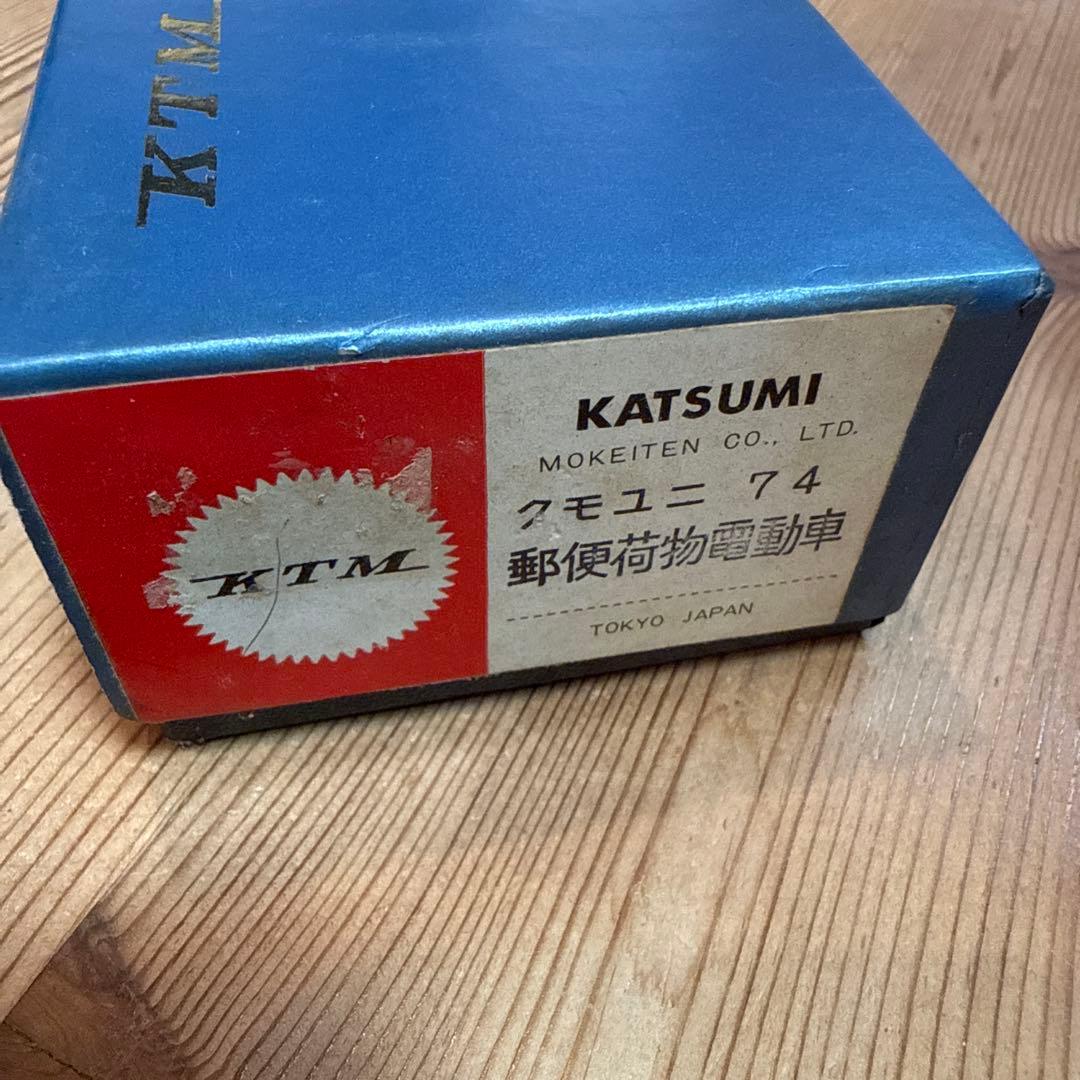 KTM
KTM
KATSUMI
MOKEITEN CO., LTD.
クモユニ 74
郵便荷物電動車
TOKYO JAPAN